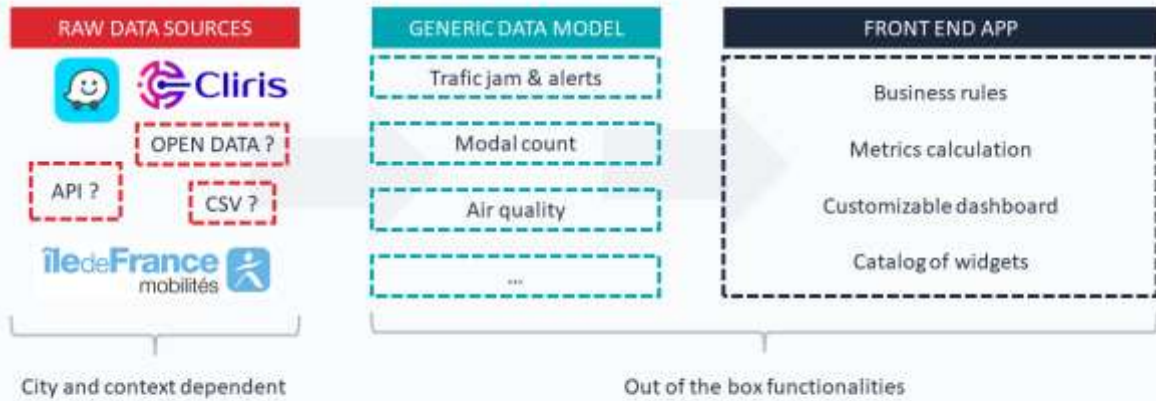 RAW DATA SOURCES
Cliris
OPEN DATA ?
API ?
CSV ?
îledeFrance
mobilités
City and context dependent
GENERIC DATA MODEL
Trafic jam & alerts
Modal count
Air quality
...
FRONT END APP
Business rules
Metrics calculation
Customizable dashboard
Catalog of widgets
Out of the box functionalities